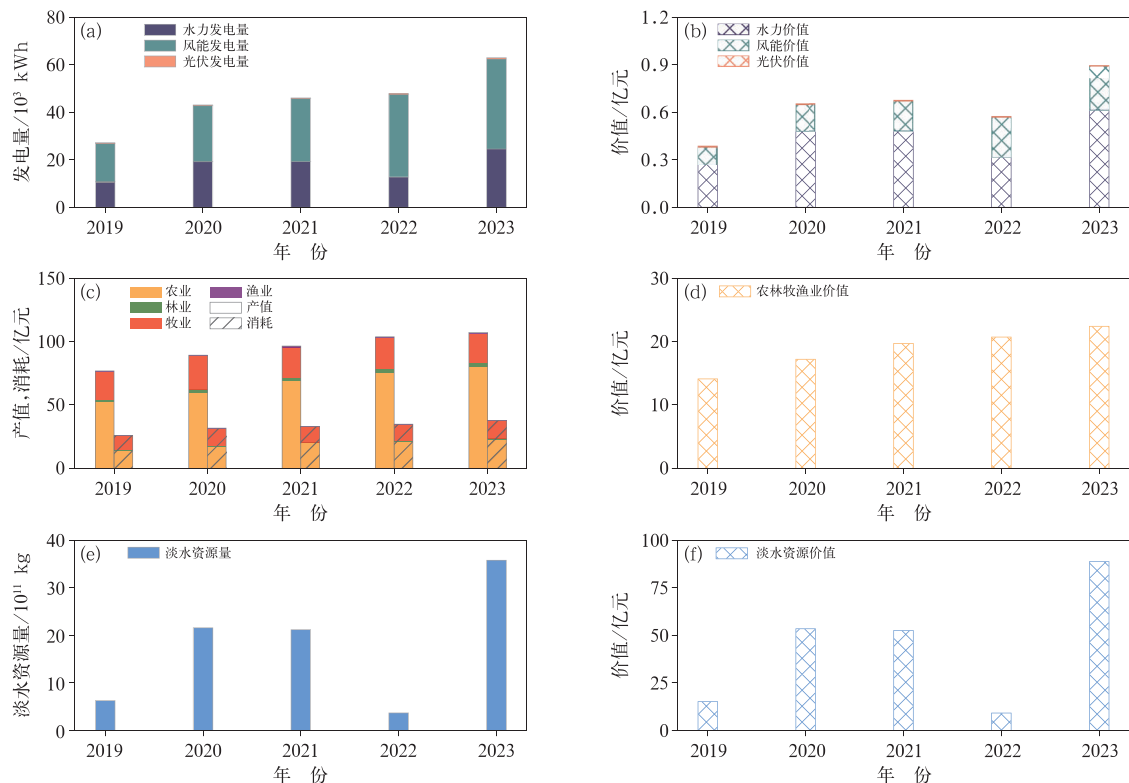 (a)
水力发电量
风能发电量
光伏发电量
80
60
40
20
0
发电量/10³ kWh
2019 2020 2021 2022 2023
年 份
(b)
水力价值
风能价值
光伏价值
1.2
0.9
0.6
0.3
0.0
价值/亿元
2019 2020 2021 2022 2023
年 份
(c)
农业 渔业
林业 产值
牧业 消耗
150
100
50
0
产值,消耗/亿元
2019 2020 2021 2022 2023
年 份
(d)
农林牧渔业价值
30
20
10
0
价值/亿元
2019 2020 2021 2022 2023
年 份
(e)
淡水资源量
40
30
20
10
0
淡水资源量/10¹¹ kg
2019 2020 2021 2022 2023
年 份
(f)
淡水资源价值
100
75
50
25
0
价值/亿元
2019 2020 2021 2022 2023
年 份